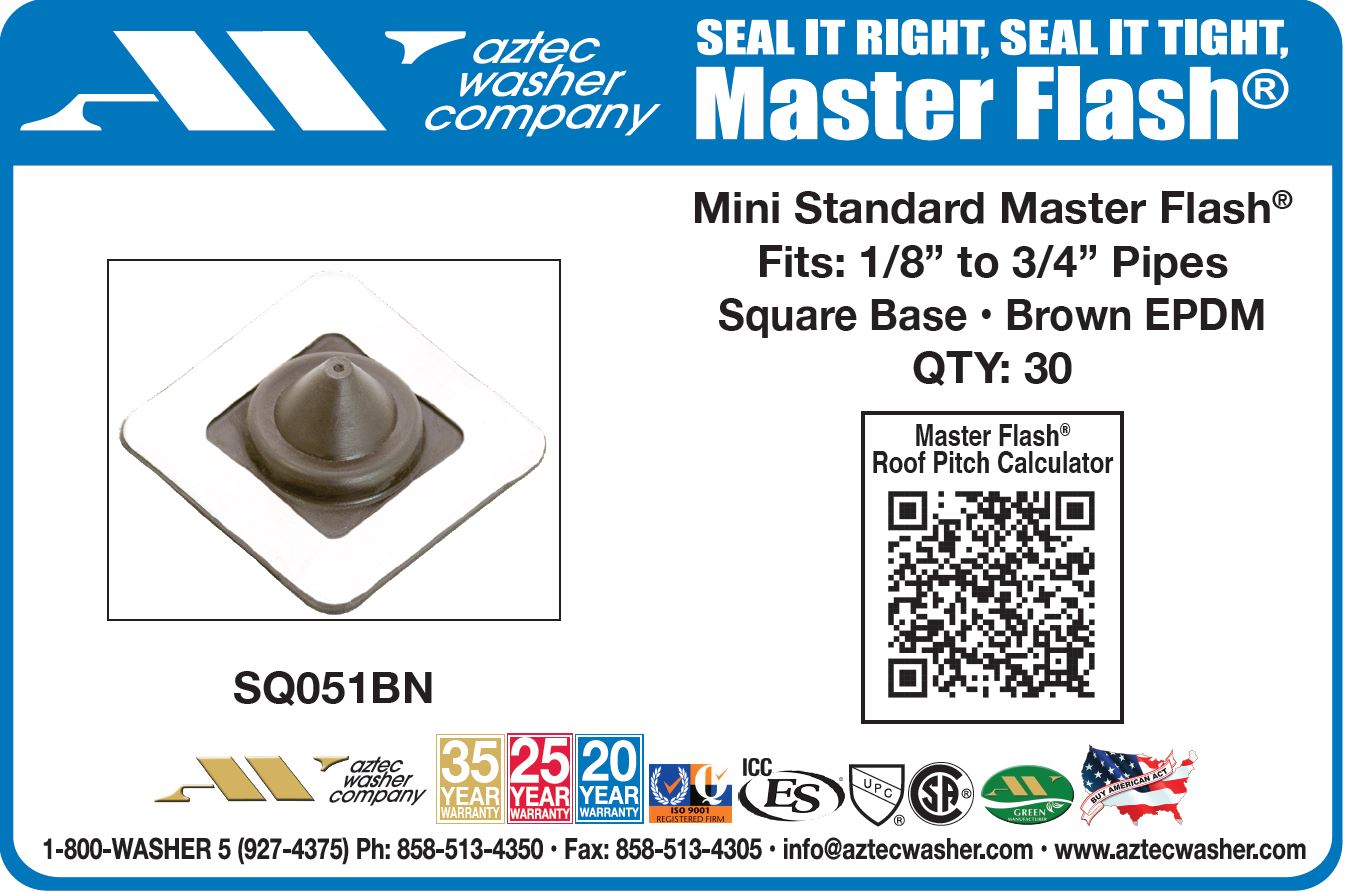 aztec
washer
company
SEAL IT RIGHT, SEAL IT TIGHT,
Master Flash®
Mini Standard Master Flash®
Fits: 1/8” to 3/4” Pipes
Square Base • Brown EPDM
QTY: 30
Master Flash®
Roof Pitch Calculator
SQ051BN
aztec
washer
company
35
YEAR
WARRANTY
25
YEAR
WARRANTY
20
YEAR
WARRANTY
ISO 9001
REGISTERED FIRM
ICC
ES
UPC
®
SA ®
GREEN
MANUFACTURER
BUY AMERICAN ACT
1-800-WASHER 5 (927-4375) Ph: 858-513-4350 • Fax: 858-513-4305 • info@aztecwasher.com • www.aztecwasher.com